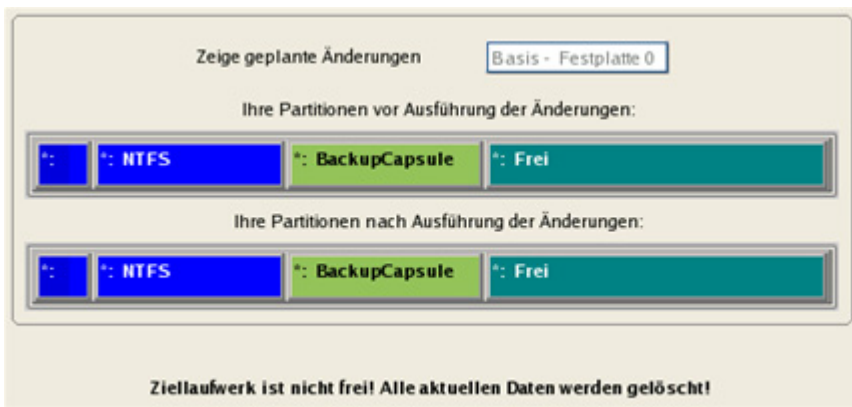 Zeige geplante Änderungen Basis - Festplatte 0
Ihre Partitionen vor Ausführung der Änderungen:
*: *: NTFS *: BackupCapsule *: Frei
Ihre Partitionen nach Ausführung der Änderungen:
*: *: NTFS *: BackupCapsule *: Frei
Ziellaufwerk ist nicht frei! Alle aktuellen Daten werden gelöscht!